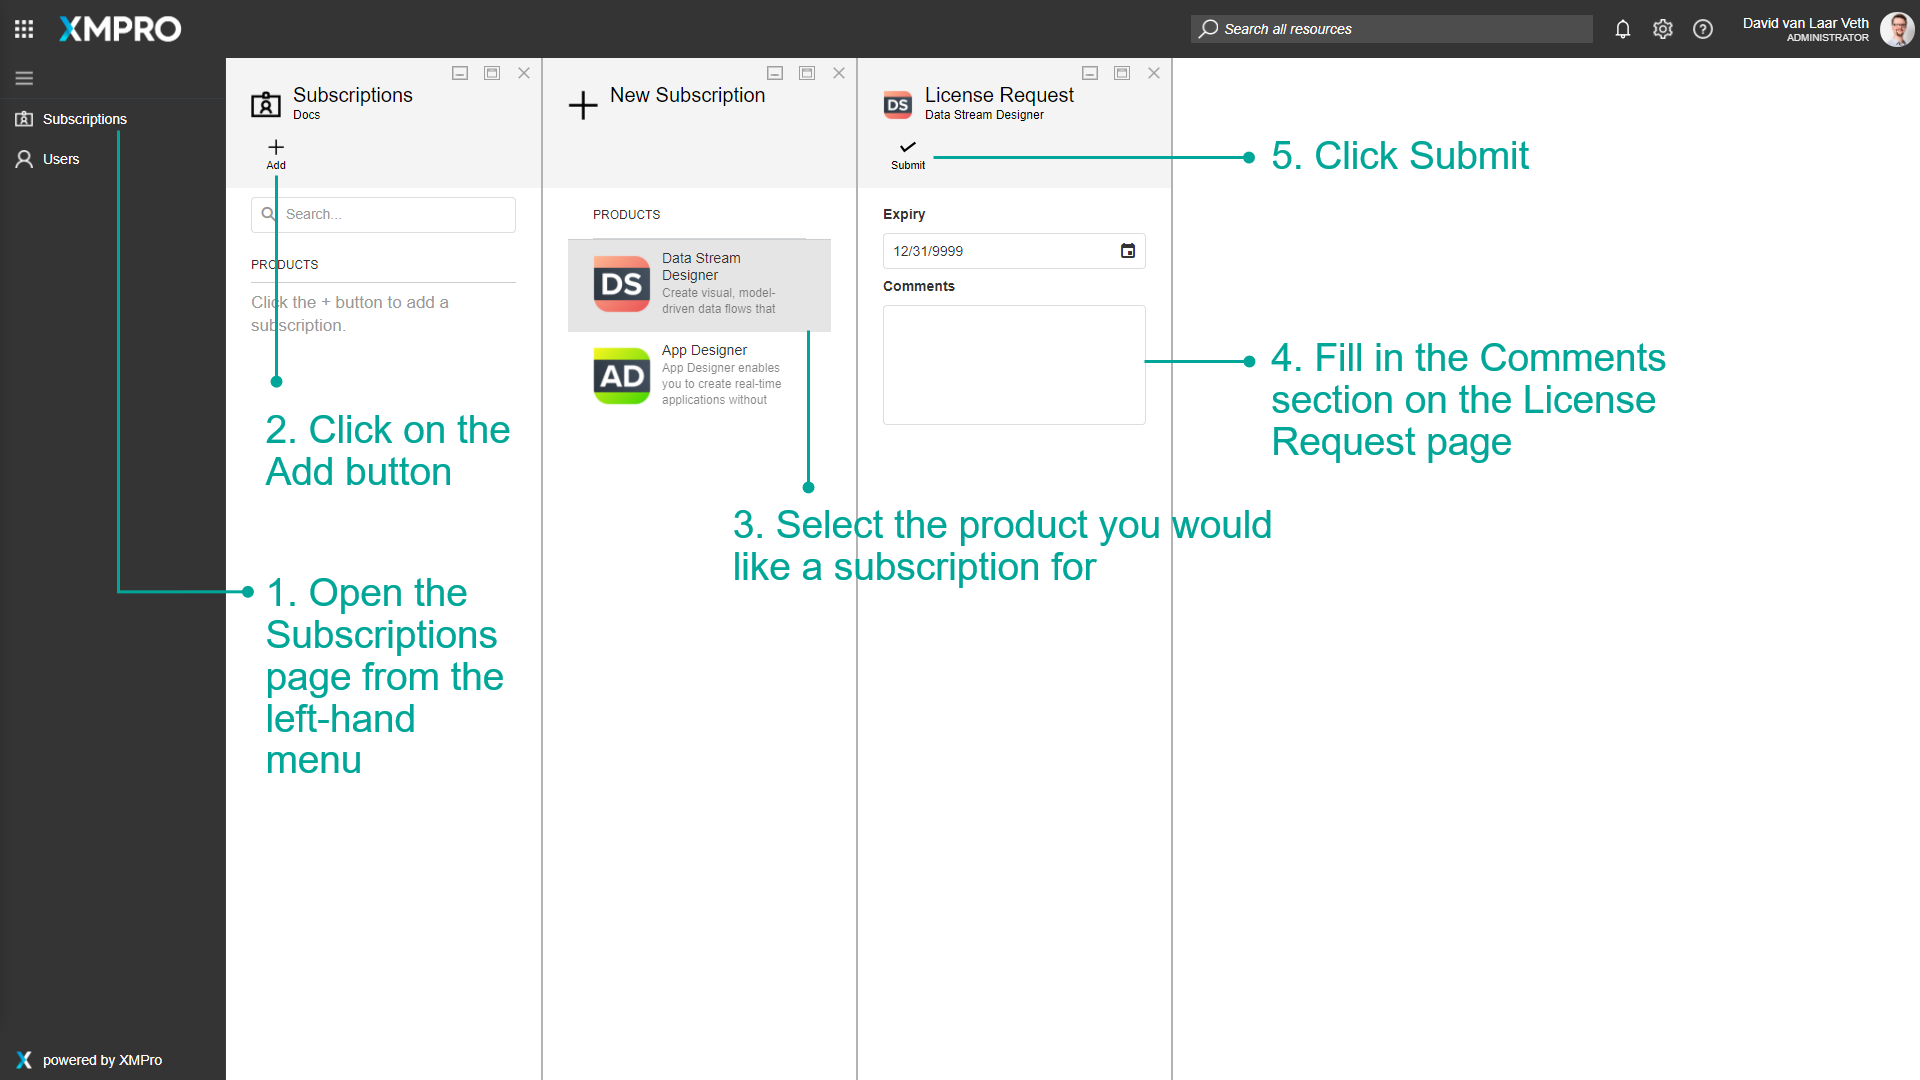 XMPRO
Search all resources
David van Laar Veth
ADMINISTRATOR
Subscriptions
Users
Subscriptions
Docs
Add
Search...
PRODUCTS
Click the + button to add a
subscription.
2. Click on the
Add button
1. Open the
Subscriptions
page from the
left-hand
menu
New Subscription
PRODUCTS
DS
Data Stream
Designer
Create visual, model-
driven data flows that
AD
App Designer
App Designer enables
you to create real-time
applications without
3. Select the product you would
like a subscription for
DS
License Request
Data Stream Designer
Submit
5. Click Submit
Expiry
12/31/9999
Comments
4. Fill in the Comments
section on the License
Request page
powered by XMPro